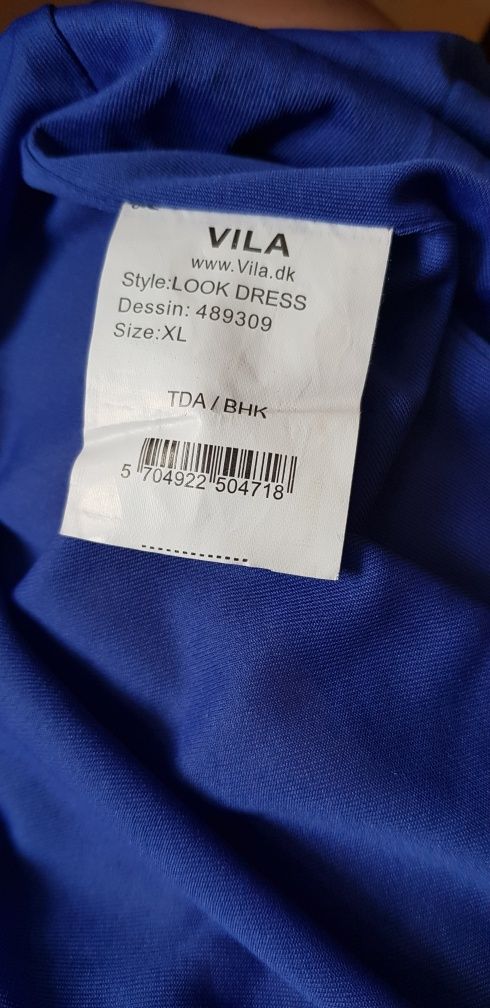 VILA
www.Vila.dk
Style:LOOK DRESS
Dessin: 489309
Size:XL
TDA / BHK
5 704922 504718